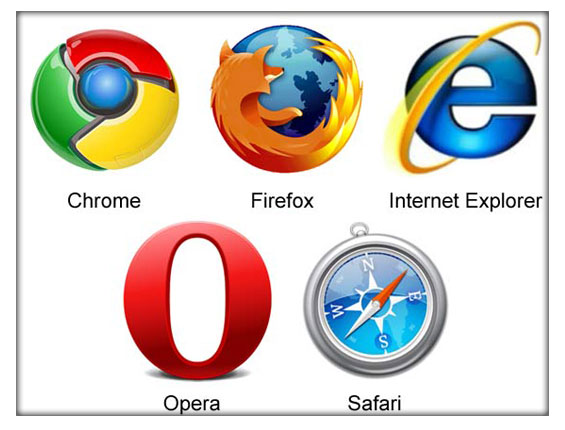 Chrome
Firefox
Internet Explorer
N
E
W
S
Opera
Safari